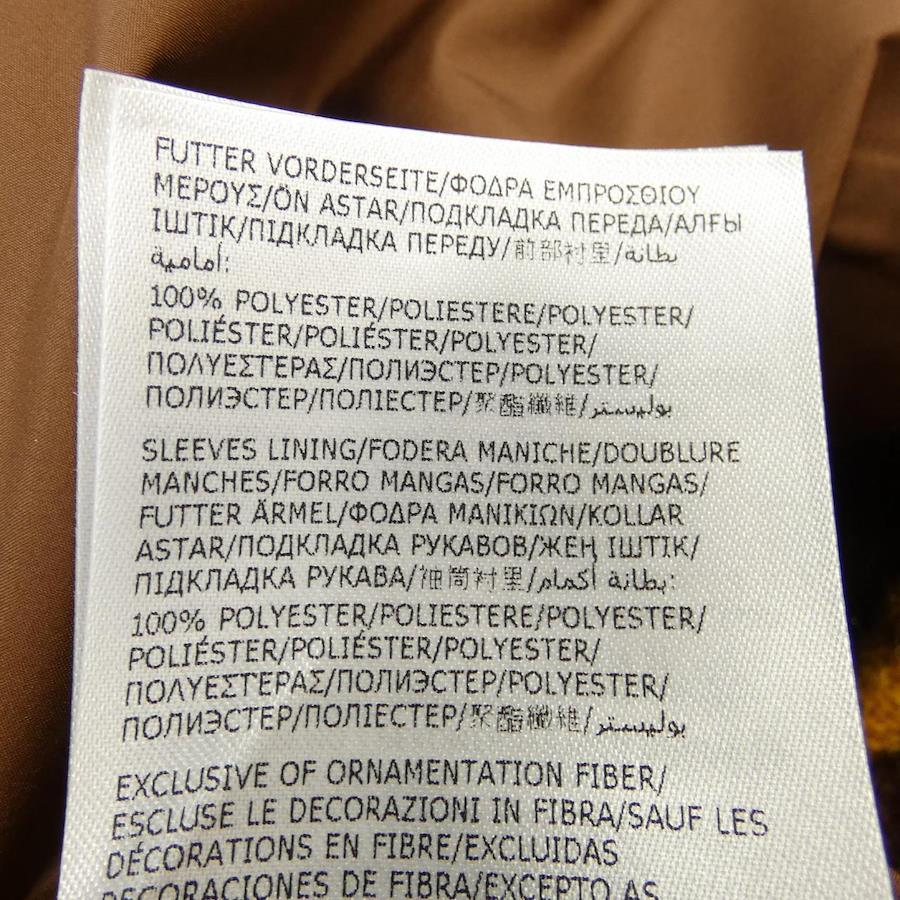 FUTTER VORDERSEITE/ΦΟΔΡΑ ΕΜΠΡΟΣΘΙΟΥ
ΜΕΡΟΥΣ/ÖN ASTAR/ПОДКЛАДКА ПЕРЕДА/АЛҒЫ
ІШТІК/ПІДКЛАДКА ПЕРЕДУ/前部衬里/بطانة
أمامية:
100% POLYESTER/POLIESTERE/POLYESTER/
POLIÉSTER/POLIÉSTER/POLYESTER/
ΠΟΛΥΕΣΤΕΡΑΣ/ПОЛИЭСТЕР/POLYESTER/
ПОЛИЭСТЕР/ПОЛІЕСТЕР/聚酯纖維/بوليستر
SLEEVES LINING/FODERA MANICHE/DOUBLURE
MANCHES/FORRO MANGAS/FORRO MANGAS/
FUTTER ÄRMEL/ΦΟΔΡΑ ΜΑΝΙΚΙΩΝ/KOLLAR
ASTAR/ПОДКЛАДКА РУКАВОВ/ЖЕҢ ІШТІК/
ПІДКЛАДКА РУКАВА/袖筒衬里/بطانة أكمام:
100% POLYESTER/POLIESTERE/POLYESTER/
POLIÉSTER/POLIÉSTER/POLYESTER/
ΠΟΛΥΕΣΤΕΡΑΣ/ПОЛИЭСТЕР/POLYESTER/
ПОЛИЭСТЕР/ПОЛІЕСТЕР/聚酯纖維/بوليستر
EXCLUSIVE OF ORNAMENTATION FIBER/
ESCLUSE LE DECORAZIONI IN FIBRA/SAUF LES
DÉCORATIONS EN FIBRE/EXCLUIDAS
DECORACIONES DE FIBRA/EXCEPTO AS